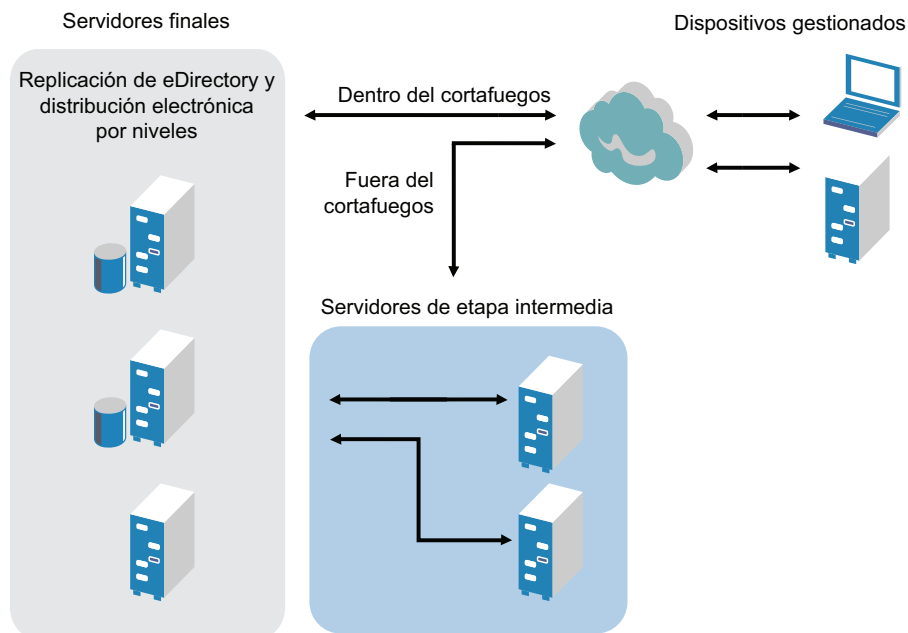 Servidores finales
Dispositivos gestionados
Replicación de eDirectory y
distribución electrónica
por niveles
Dentro del cortafuegos
Fuera del
cortafuegos
Servidores de etapa intermedia